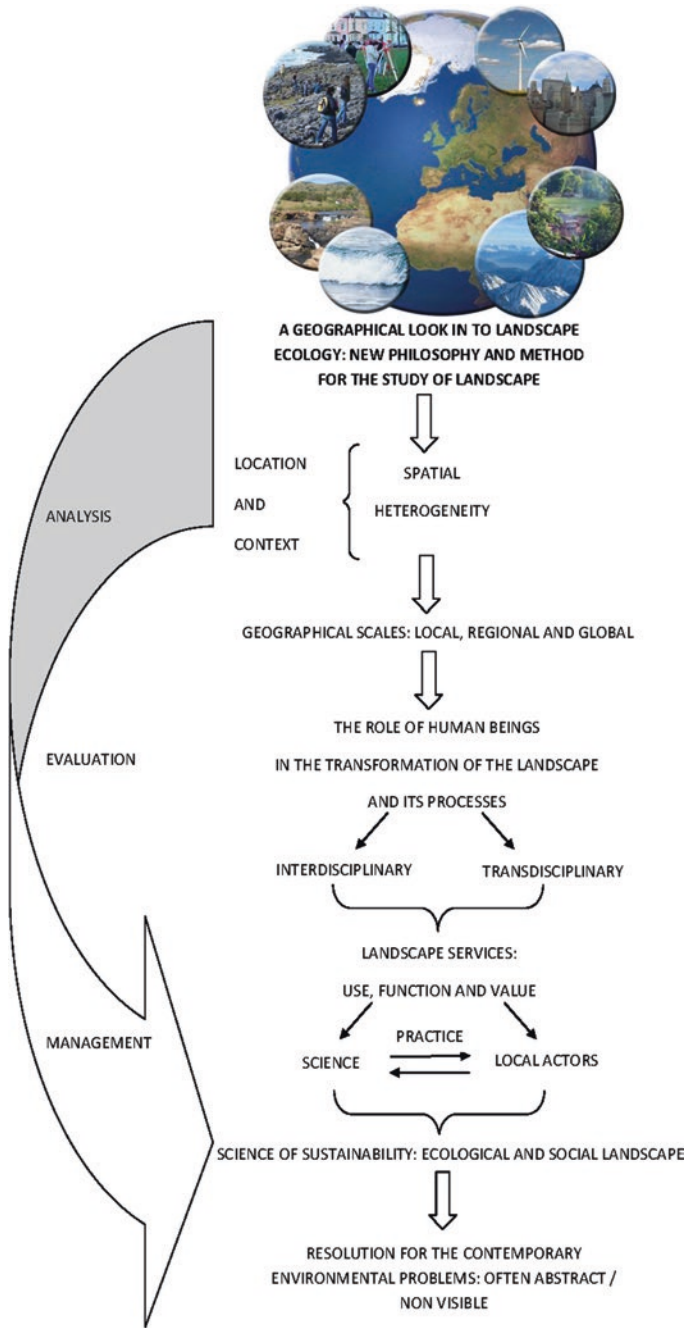 A GEOGRAPHICAL LOOK IN TO LANDSCAPE
ECOLOGY: NEW PHILOSOPHY AND METHOD
FOR THE STUDY OF LANDSCAPE
LOCATION
AND
CONTEXT
SPATIAL
HETEROGENEITY
ANALYSIS
GEOGRAPHICAL SCALES: LOCAL, REGIONAL AND GLOBAL
THE ROLE OF HUMAN BEINGS
IN THE TRANSFORMATION OF THE LANDSCAPE
AND ITS PROCESSES
EVALUATION
INTERDISCIPLINARY
TRANSDISCIPLINARY
LANDSCAPE SERVICES:
USE, FUNCTION AND VALUE
MANAGEMENT
PRACTICE
SCIENCE
LOCAL ACTORS
SCIENCE OF SUSTAINABILITY: ECOLOGICAL AND SOCIAL LANDSCAPE
RESOLUTION FOR THE CONTEMPORARY
ENVIRONMENTAL PROBLEMS: OFTEN ABSTRACT /
NON VISIBLE